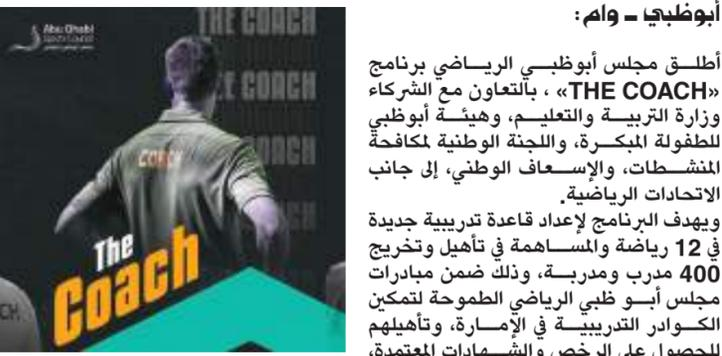 أبوظبي – وام:
أطلق مجلس أبوظبي الرياضي برنامج
«THE COACH» ، بالتعاون مع الشركاء
وزارة التربية والتعليم، وهيئة أبوظبي
للطفولة المبكرة، واللجنة الوطنية لمكافحة
المنشطات، والإسعاف الوطني، إلى جانب
الاتحادات الرياضية.
ويهدف البرنامج لإعداد قاعدة تدريبية جديدة
في 12 رياضة والمساهمة في تأهيل وتخريج
400 مدرب ومدربة، وذلك ضمن مبادرات
مجلس أبو ظبي الرياضي الطموحة لتمكين
الكوادر التدريبية في الإمارة، وتأهيلهم
للحصول على الرخص والشهادات المعتمدة،
Abu Dhabi
Sports Council
THE COACH
THE COACH
COACH
COACH
The
Coach